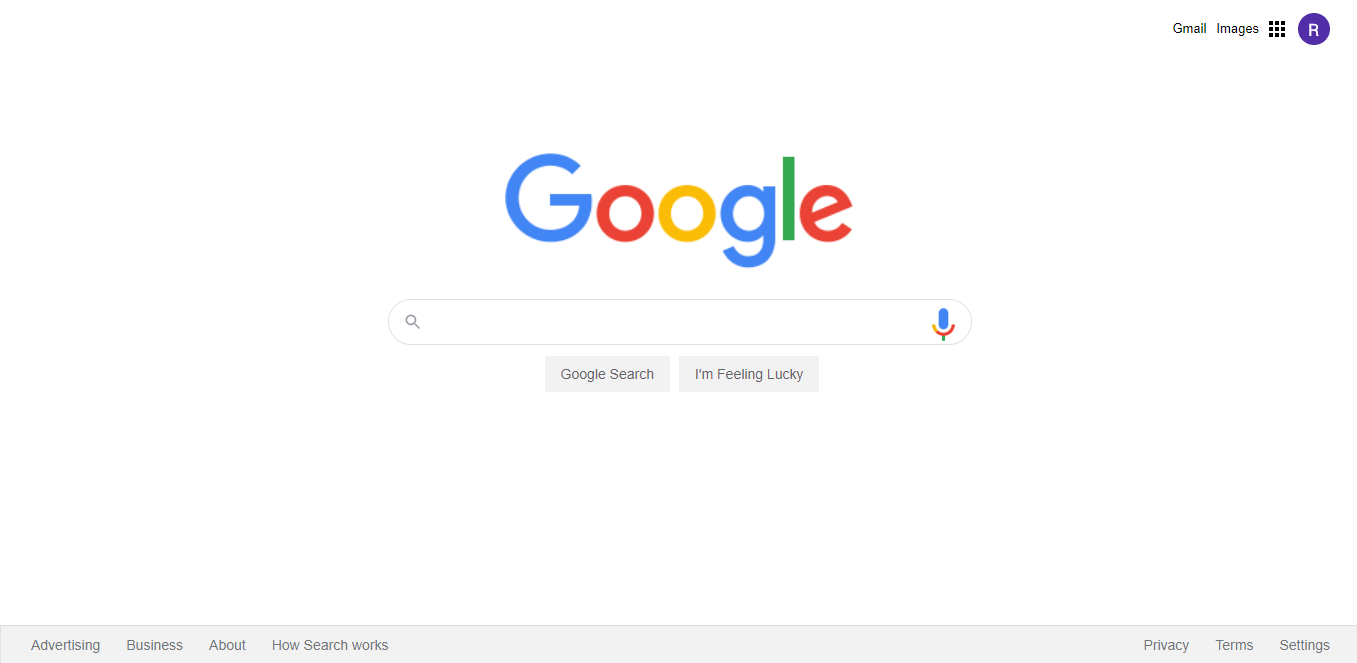 Gmail Images R
Google
Google Search I'm Feeling Lucky
Advertising Business About How Search works Privacy Terms Settings